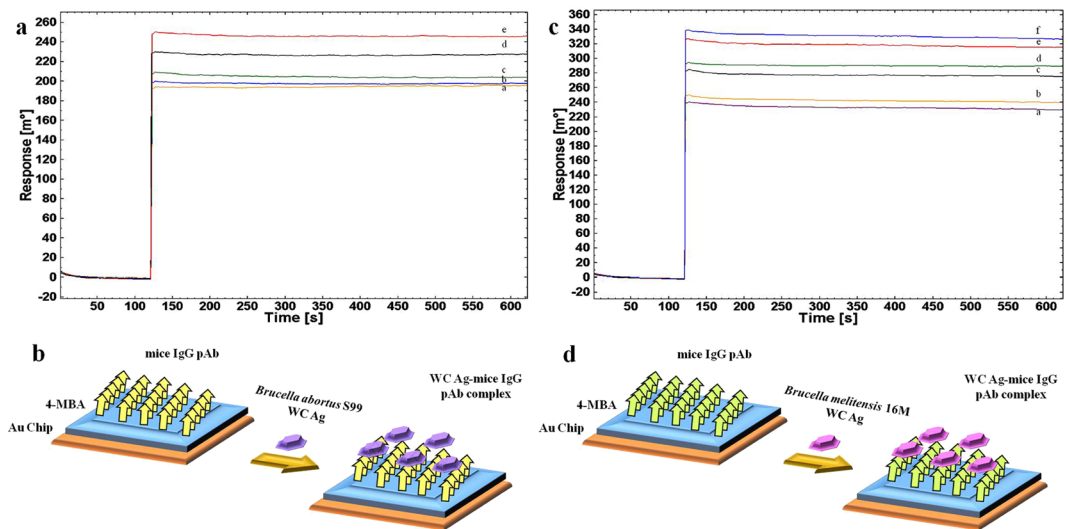 a
Response [m°]
260
240
220
200
180
160
140
120
100
80
60
40
20
0
-20
e
d
c
b
a
50 100 150 200 250 300 350 400 450 500 550 600
Time [s]
c
Response [m°]
360
340
320
300
280
260
240
220
200
180
160
140
120
100
80
60
40
20
0
-20
f
e
d
c
b
a
50 100 150 200 250 300 350 400 450 500 550 600
Time [s]
b
mice IgG pAb
4-MBA
Au Chip
Brucella abortus S99
WC Ag
WC Ag-mice IgG
pAb complex
d
mice IgG pAb
4-MBA
Au Chip
Brucella melitensis 16M
WC Ag
WC Ag-mice IgG
pAb complex